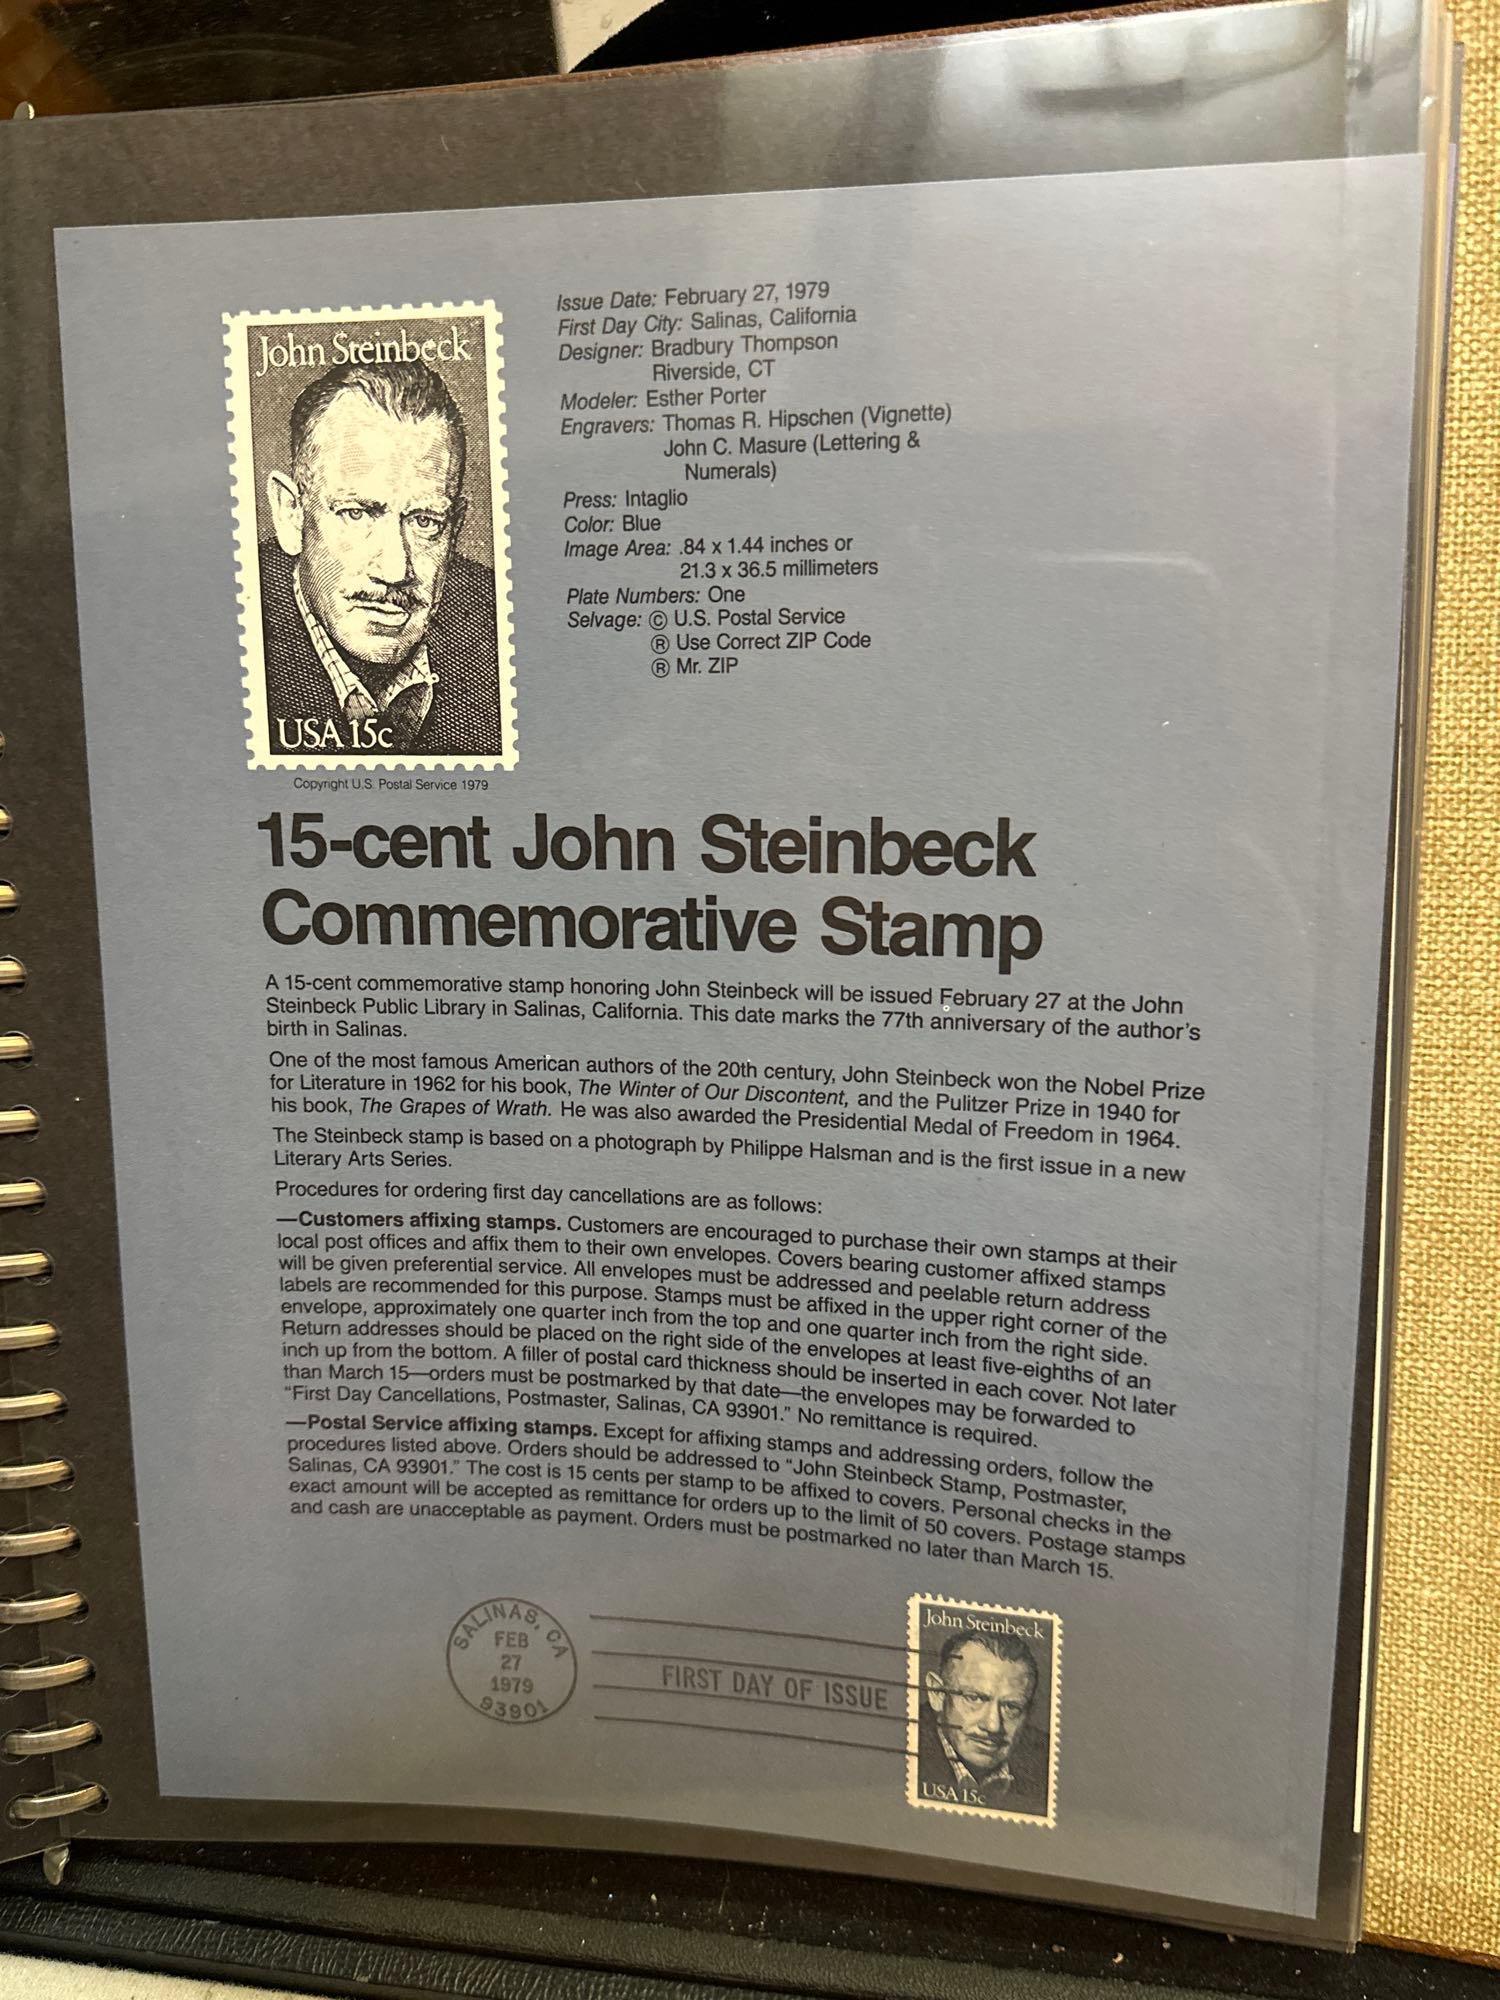 John Steinbeck
USA 15c
Copyright U.S. Postal Service 1979
Issue Date: February 27, 1979
First Day City: Salinas, California
Designer: Bradbury Thompson
Riverside, CT
Modeler: Esther Porter
Engravers: Thomas R. Hipschen (Vignette)
John C. Masure (Lettering &
Numerals)
Press: Intaglio
Color: Blue
Image Area: .84 x 1.44 inches or
21.3 x 36.5 millimeters
Plate Numbers: One
Selvage: © U.S. Postal Service
® Use Correct ZIP Code
® Mr. ZIP
15-cent John Steinbeck
Commemorative Stamp
A 15-cent commemorative stamp honoring John Steinbeck will be issued February 27 at the John
Steinbeck Public Library in Salinas, California. This date marks the 77th anniversary of the author's
birth in Salinas.
One of the most famous American authors of the 20th century, John Steinbeck won the Nobel Prize
for Literature in 1962 for his book, The Winter of Our Discontent, and the Pulitzer Prize in 1940 for
his book, The Grapes of Wrath. He was also awarded the Presidential Medal of Freedom in 1964.
The Steinbeck stamp is based on a photograph by Philippe Halsman and is the first issue in a new
Literary Arts Series.
Procedures for ordering first day cancellations are as follows:
—Customers affixing stamps. Customers are encouraged to purchase their own stamps at their
local post offices and affix them to their own envelopes. Covers bearing customer affixed stamps
will be given preferential service. All envelopes must be addressed and peelable return address
labels are recommended for this purpose. Stamps must be affixed in the upper right corner of the
envelope, approximately one quarter inch from the top and one quarter inch from the right side.
Return addresses should be placed on the right side of the envelopes at least five-eighths of an
inch up from the bottom. A filler of postal card thickness should be inserted in each cover. Not later
than March 15—orders must be postmarked by that date—the envelopes may be forwarded to
"First Day Cancellations, Postmaster, Salinas, CA 93901." No remittance is required.
—Postal Service affixing stamps. Except for affixing stamps and addressing orders, follow the
procedures listed above. Orders should be addressed to "John Steinbeck Stamp, Postmaster,
Salinas, CA 93901." The cost is 15 cents per stamp to be affixed to covers. Personal checks in the
exact amount will be accepted as remittance for orders up to the limit of 50 covers. Postage stamps
and cash are unacceptable as payment. Orders must be postmarked no later than March 15.
SALINAS, CA
FEB
27
1979
93901
FIRST DAY OF ISSUE
John Steinbeck
USA 15c